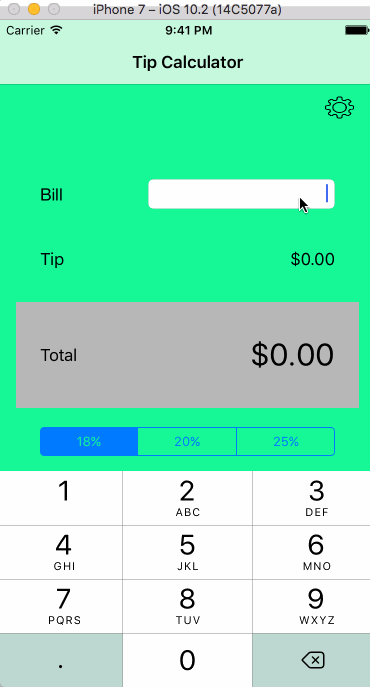 iPhone 7 – iOS 10.2 (14C5077a)
Carrier 9:41 PM
Tip Calculator
Bill
Tip $0.00
Total $0.00
18% 20% 25%
1 2 3
ABC DEF
4 5 6
GHI JKL MNO
7 8 9
PQRS TUV WXYZ
. 0